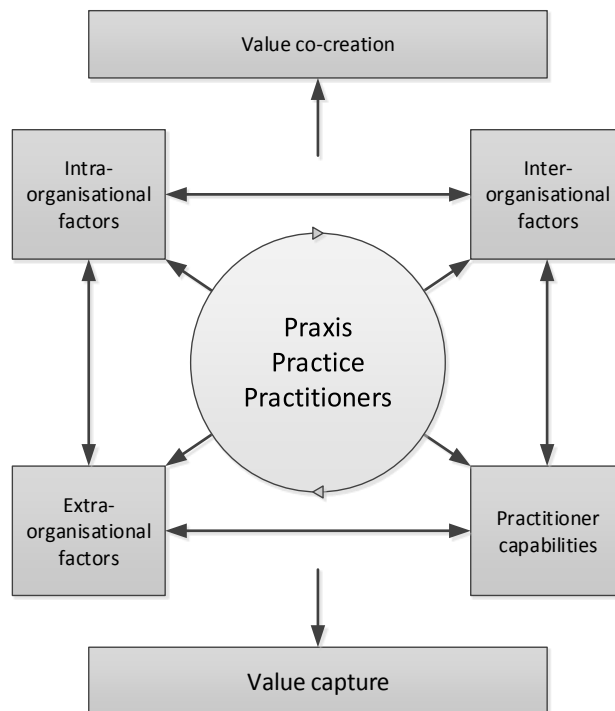 Value co-creation
Intra-
organisational
factors
Inter-
organisational
factors
Praxis
Practice
Practitioners
Extra-
organisational
factors
Practitioner
capabilities
Value capture